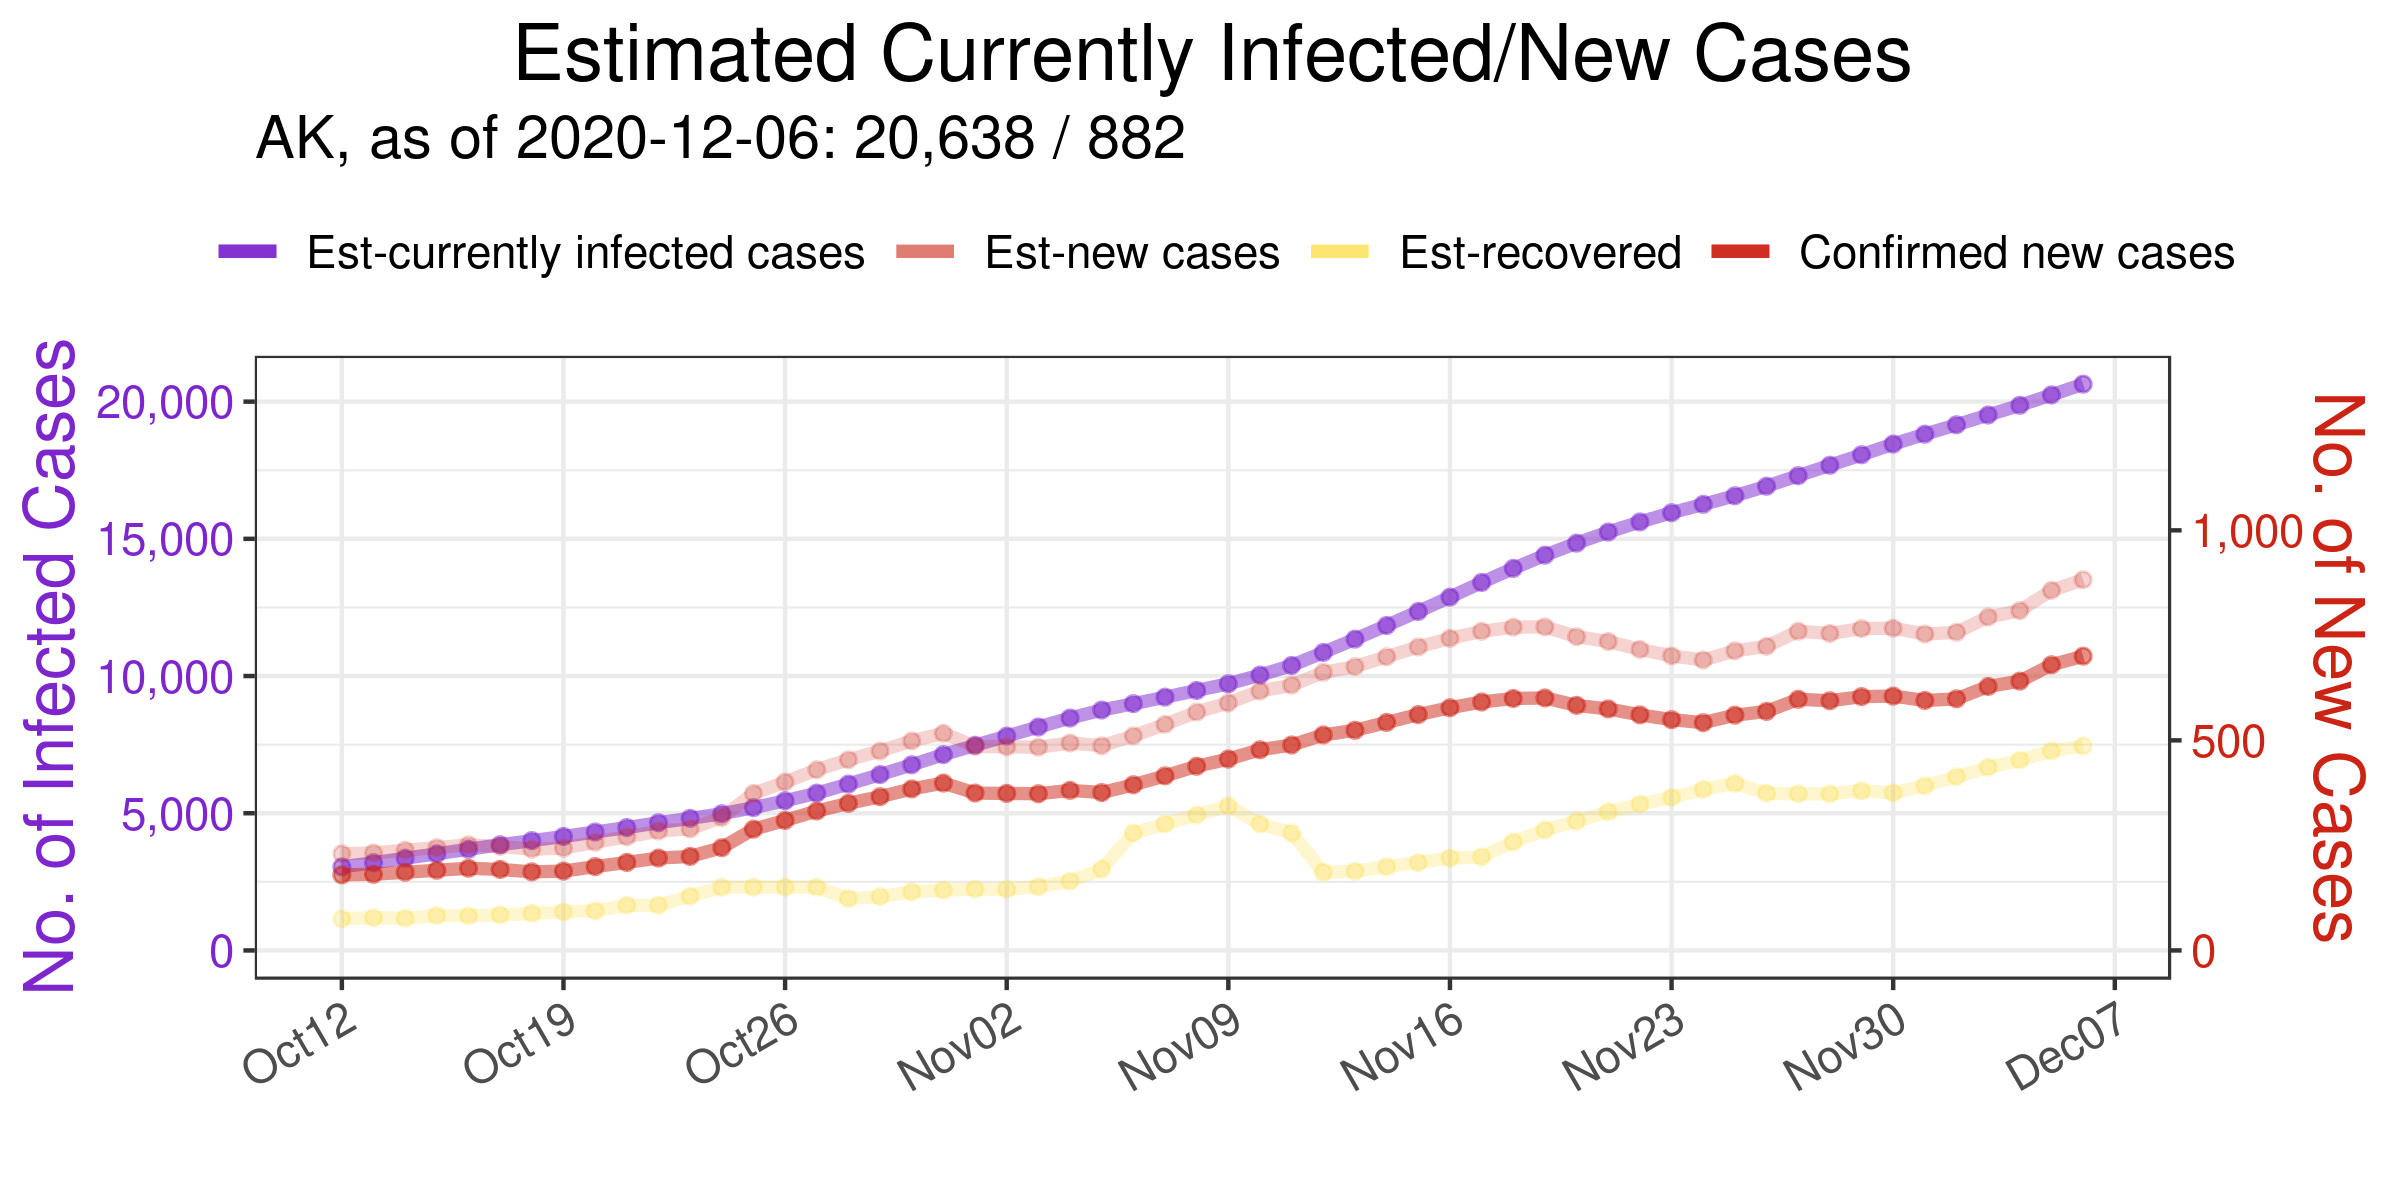 Estimated Currently Infected/New Cases
AK, as of 2020-12-06: 20,638 / 882
Est-currently infected cases Est-new cases Est-recovered Confirmed new cases
No. of Infected Cases
20,000
15,000
10,000
5,000
0
No. of New Cases
1,000
500
0
Oct12 Oct19 Oct26 Nov02 Nov09 Nov16 Nov23 Nov30 Dec07